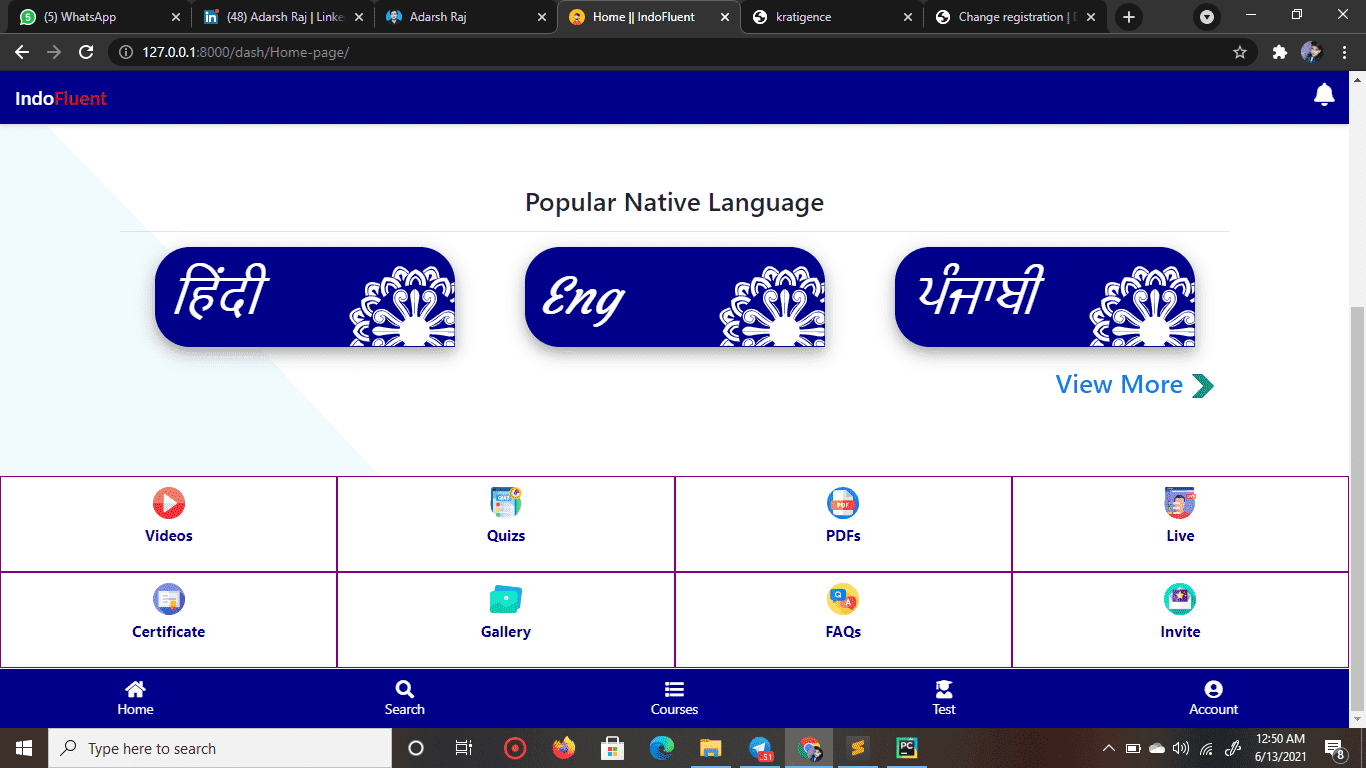 (5) WhatsApp
(48) Adarsh Raj | Linke
Adarsh Raj
Home || IndoFluent
kratigence
Change registration | D
127.0.0.1:8000/dash/Home-page/
IndoFluent
Popular Native Language
हिंदी
Eng
ਪੰਜਾਬੀ
View More
Videos
Quizs
PDFs
Live
Certificate
Gallery
FAQs
Invite
Home
Search
Courses
Test
Account
Type here to search
12:50 AM
6/13/2021